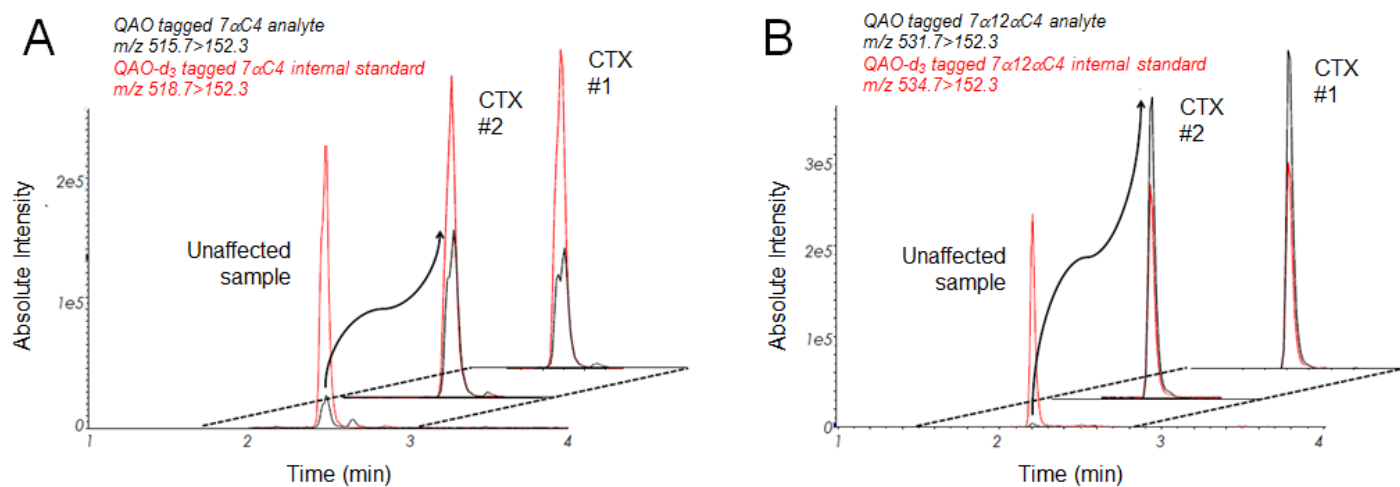 A
QAO tagged 7αC4 analyte
m/z 515.7>152.3
QAO-d3 tagged 7αC4 internal standard
m/z 518.7>152.3
CTX
#1
CTX
#2
Unaffected
sample
Absolute Intensity
2e5
1e5
0
1
2
3
4
Time (min)
B
QAO tagged 7α12αC4 analyte
m/z 531.7>152.3
QAO-d3 tagged 7α12αC4 internal standard
m/z 534.7>152.3
CTX
#1
CTX
#2
Unaffected
sample
Absolute Intensity
3e5
2e5
1e5
0
1
2
3
4
Time (min)